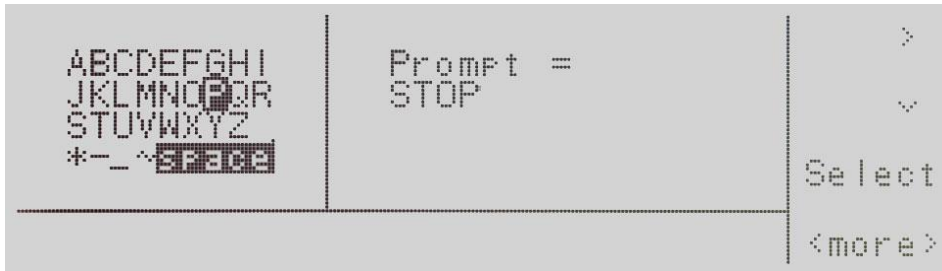 ABCDEFGHI
JKLMNOPQR
STUVWXYZ
*-_~space
Prompt =
STOP
>
⌄
Select
<more>